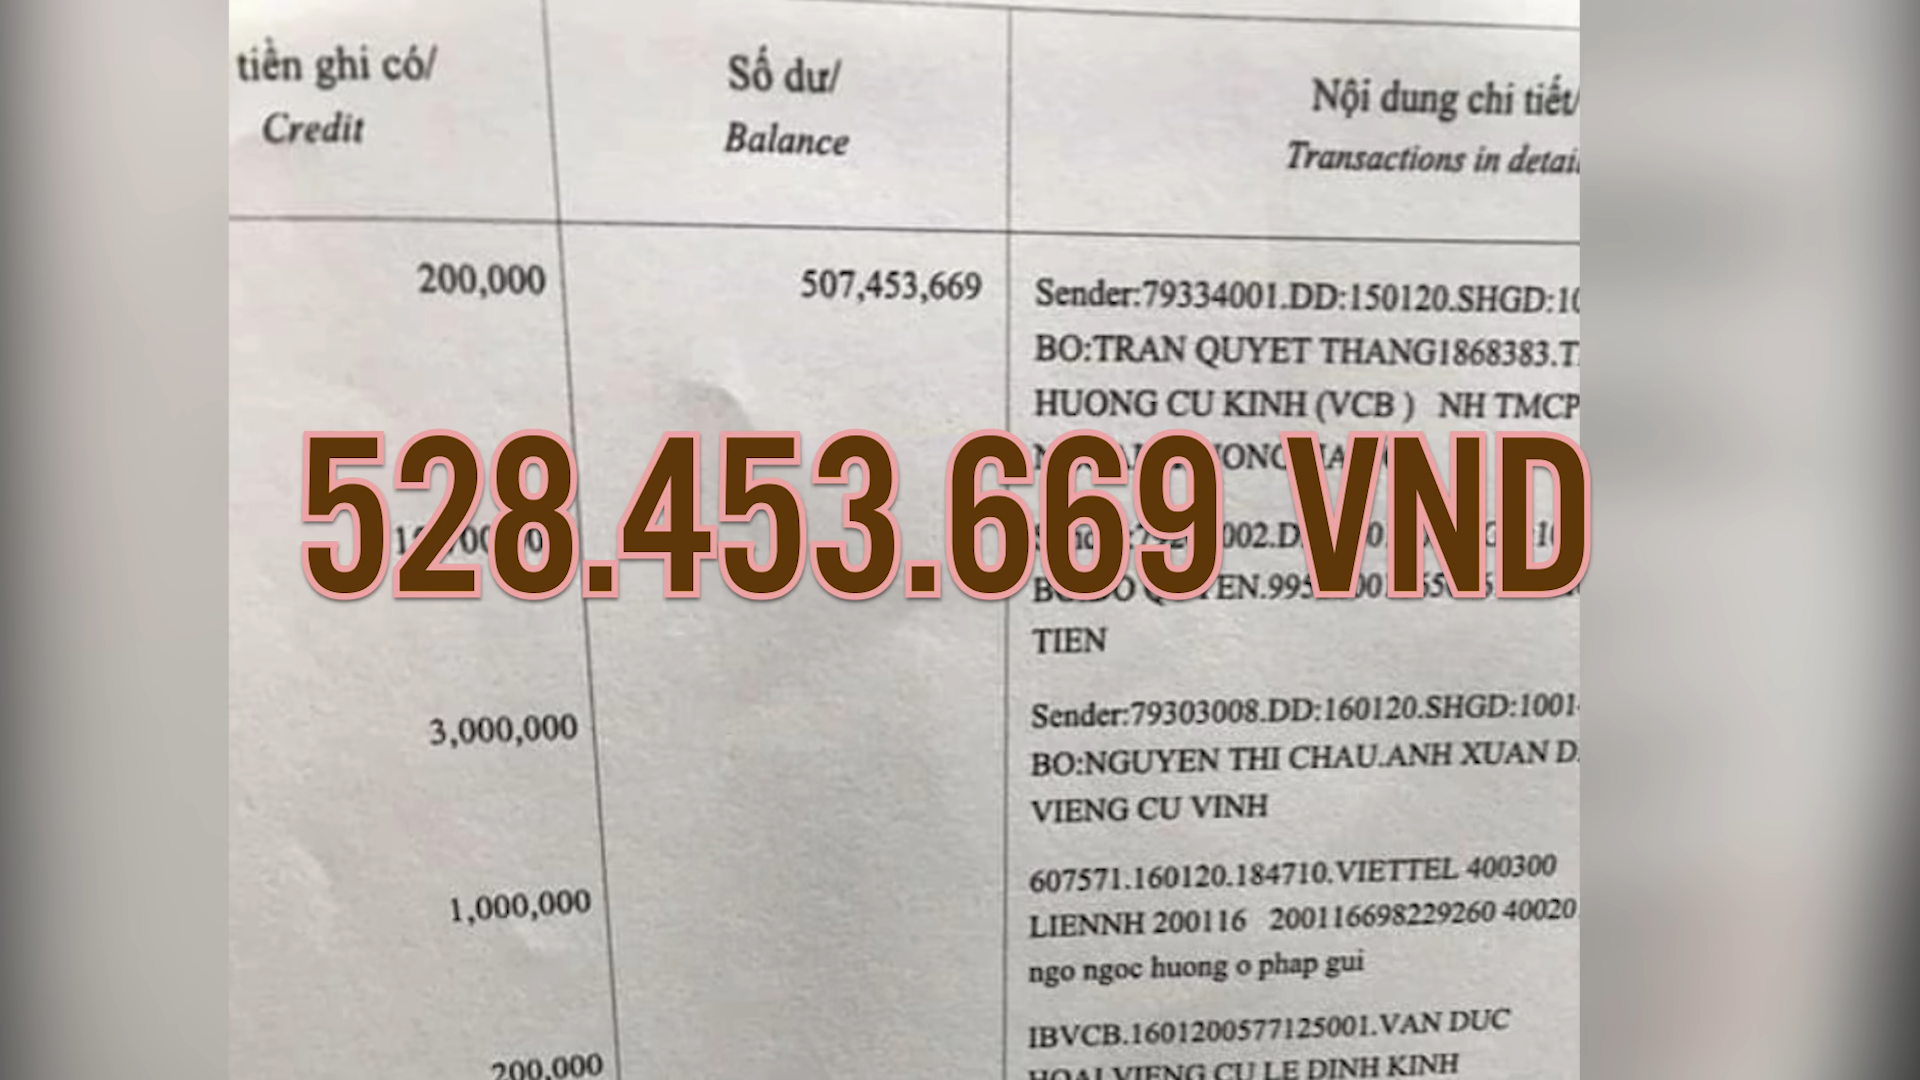 tiền ghi có/
Credit
Số dư/
Balance
Nội dung chi tiết/
Transactions in detail
200,000
507,453,669
Sender:79334001.DD:150120.SHGD:10
BO:TRAN QUYET THANG1868383.T
HUONG CU KINH (VCB ) NH TMCP
528.453.669 VND
TIEN
3,000,000
Sender:79303008.DD:160120.SHGD:1001
BO:NGUYEN THI CHAU.ANH XUAN D
VIENG CU VINH
1,000,000
607571.160120.184710.VIETTEL 400300
LIENNH 200116 200116698229260 40020
ngo ngoc huong o phap gui
IBVCB.1601200577125001.VAN DUC
200,000
HOAI VIENG CU LE DINH KINH